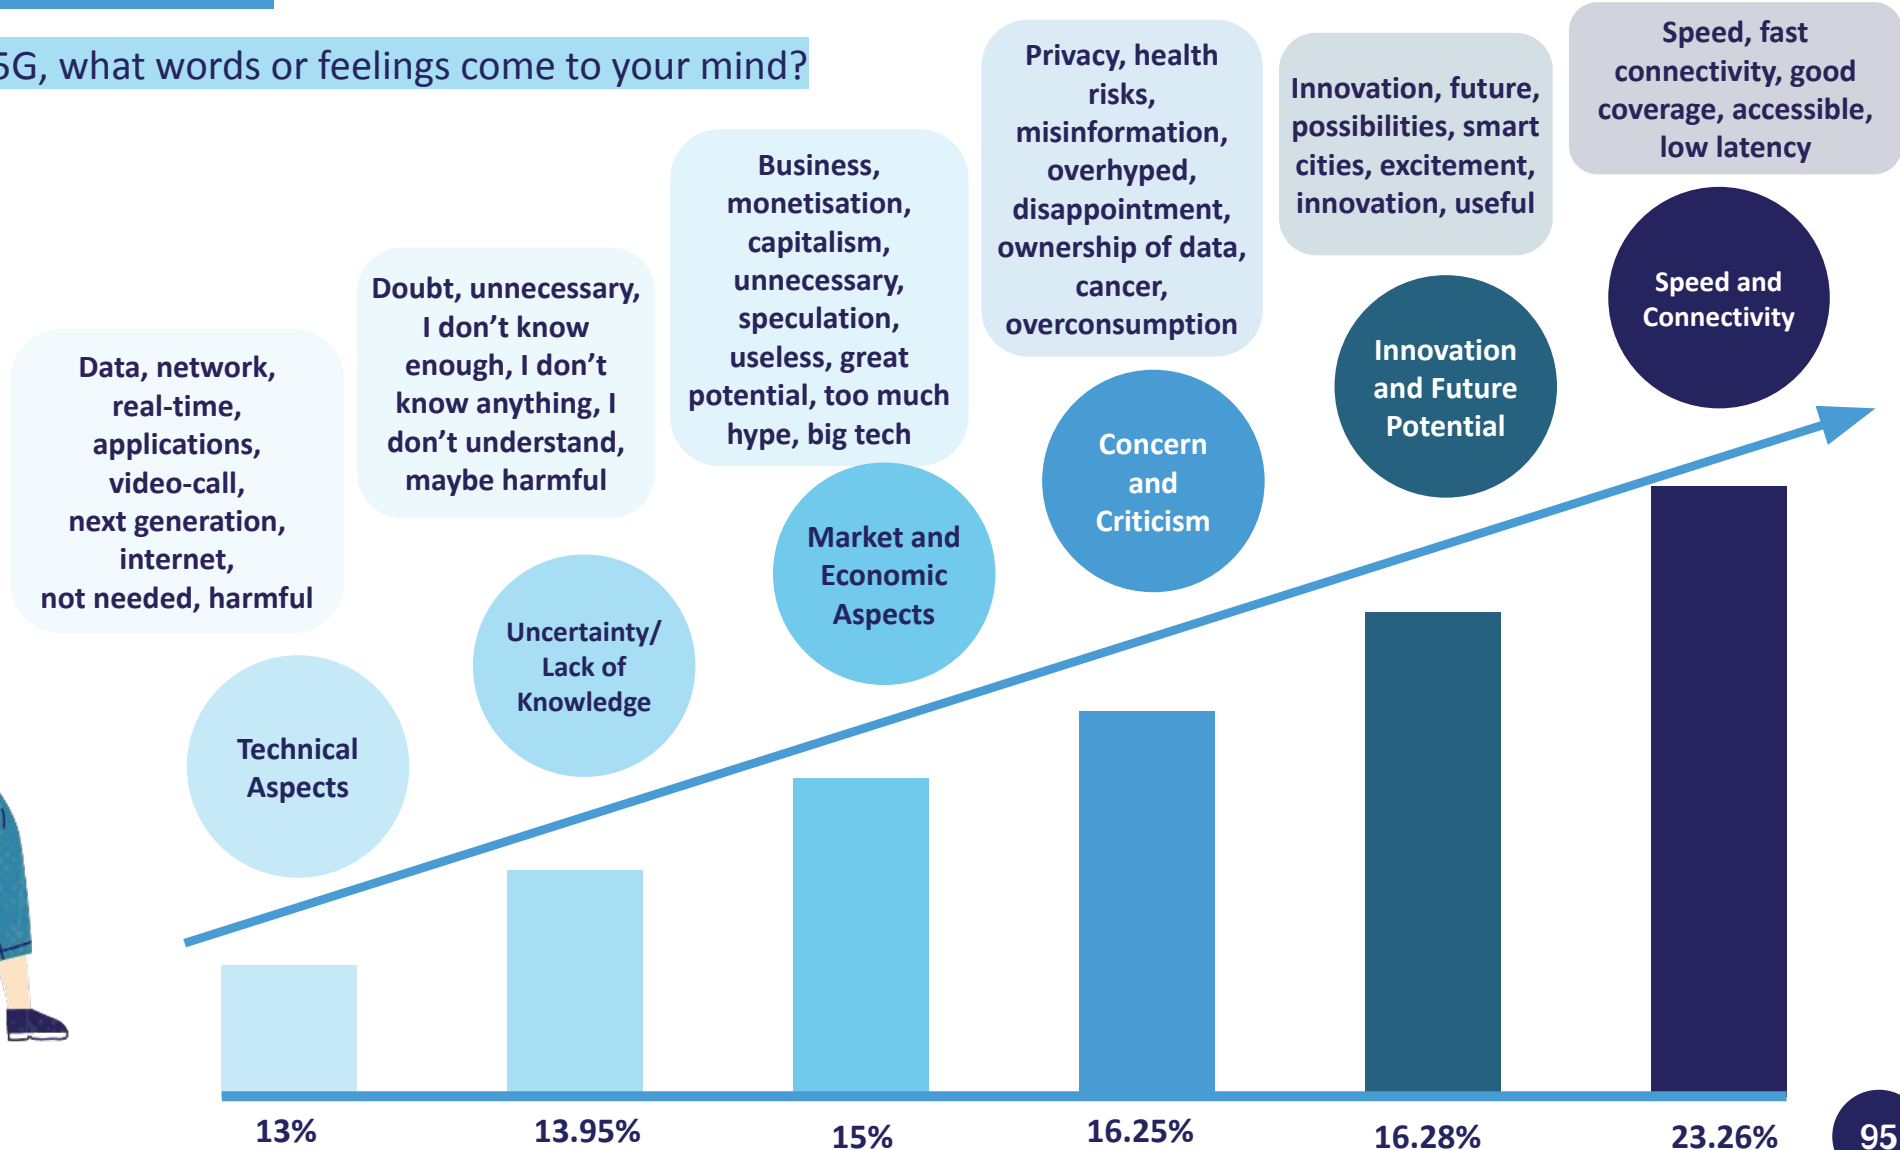 5G, what words or feelings come to your mind?
Data, network,
real-time,
applications,
video-call,
next generation,
internet,
not needed, harmful
Technical
Aspects
13%
Doubt, unnecessary,
I don’t know
enough, I don’t
know anything, I
don’t understand,
maybe harmful
Uncertainty/
Lack of
Knowledge
13.95%
Business,
monetisation,
capitalism,
unnecessary,
speculation,
useless, great
potential, too much
hype, big tech
Market and
Economic
Aspects
15%
Privacy, health
risks,
misinformation,
overhyped,
disappointment,
ownership of data,
cancer,
overconsumption
Concern
and
Criticism
16.25%
Innovation, future,
possibilities, smart
cities, excitement,
innovation, useful
Innovation
and Future
Potential
16.28%
Speed, fast
connectivity, good
coverage, accessible,
low latency
Speed and
Connectivity
23.26%
95